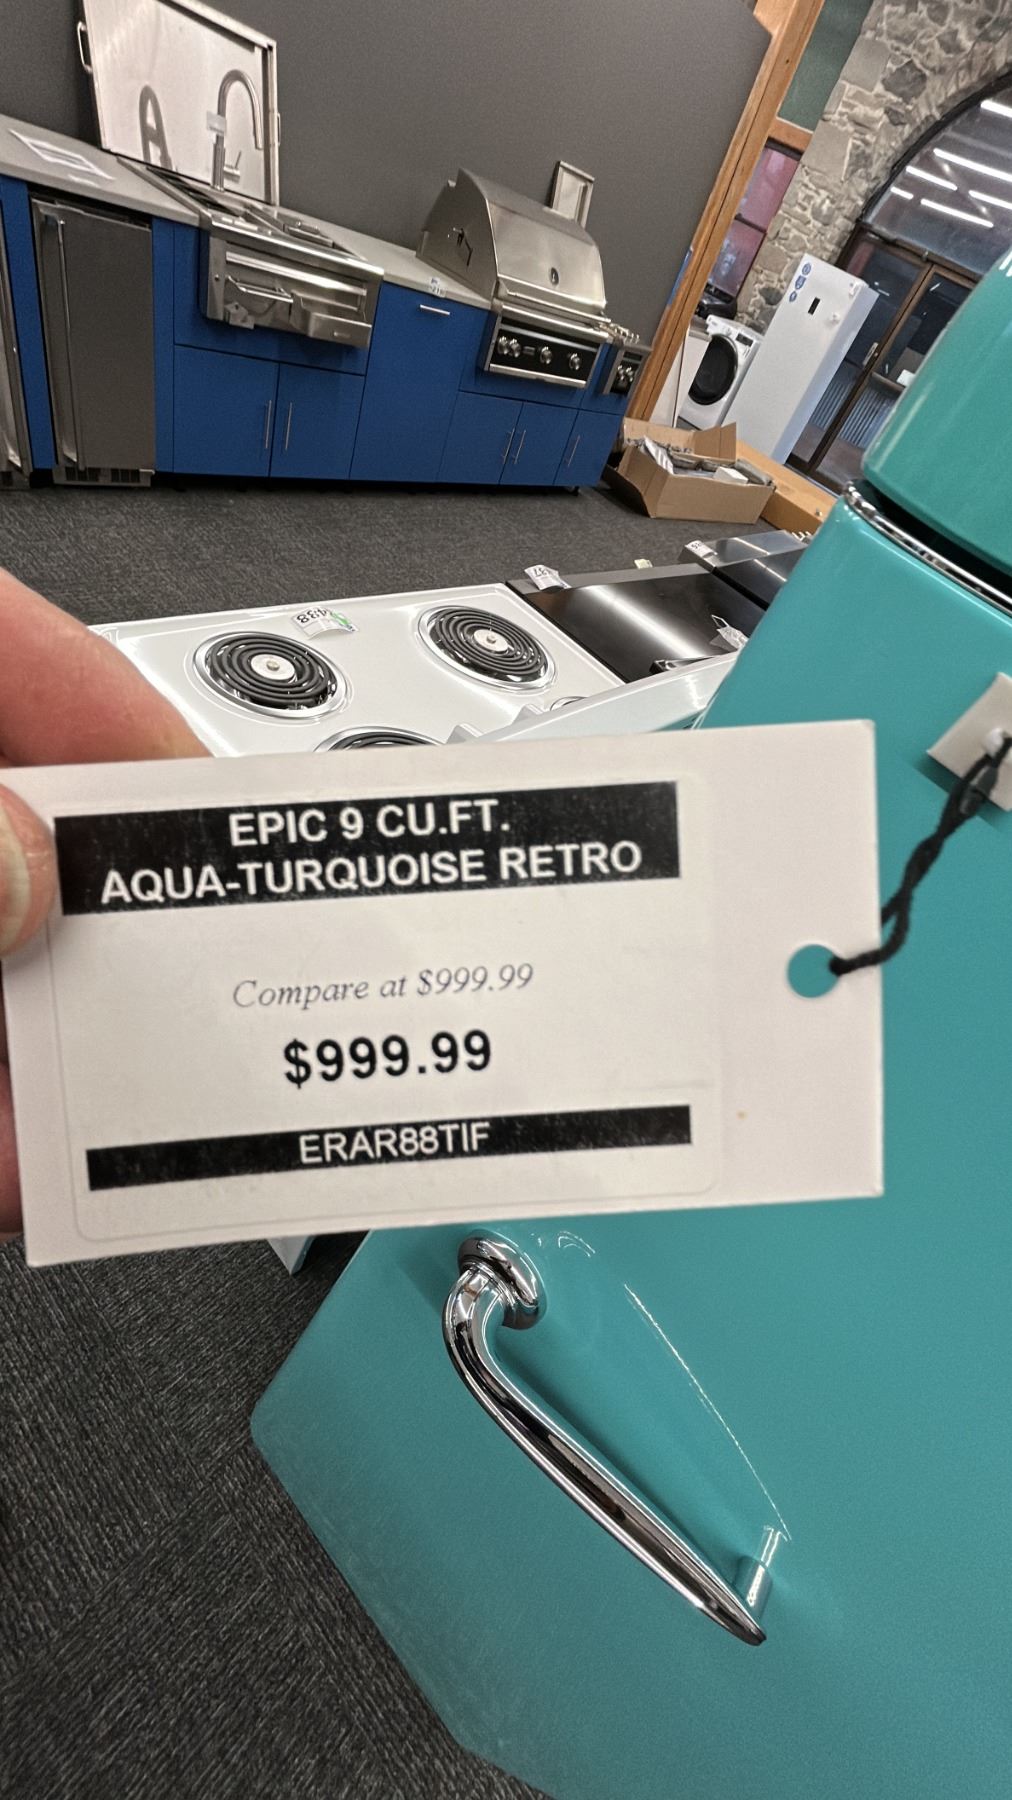 EPIC 9 CU.FT.
AQUA-TURQUOISE RETRO
Compare at $999.99
$999.99
ERAR88TIF